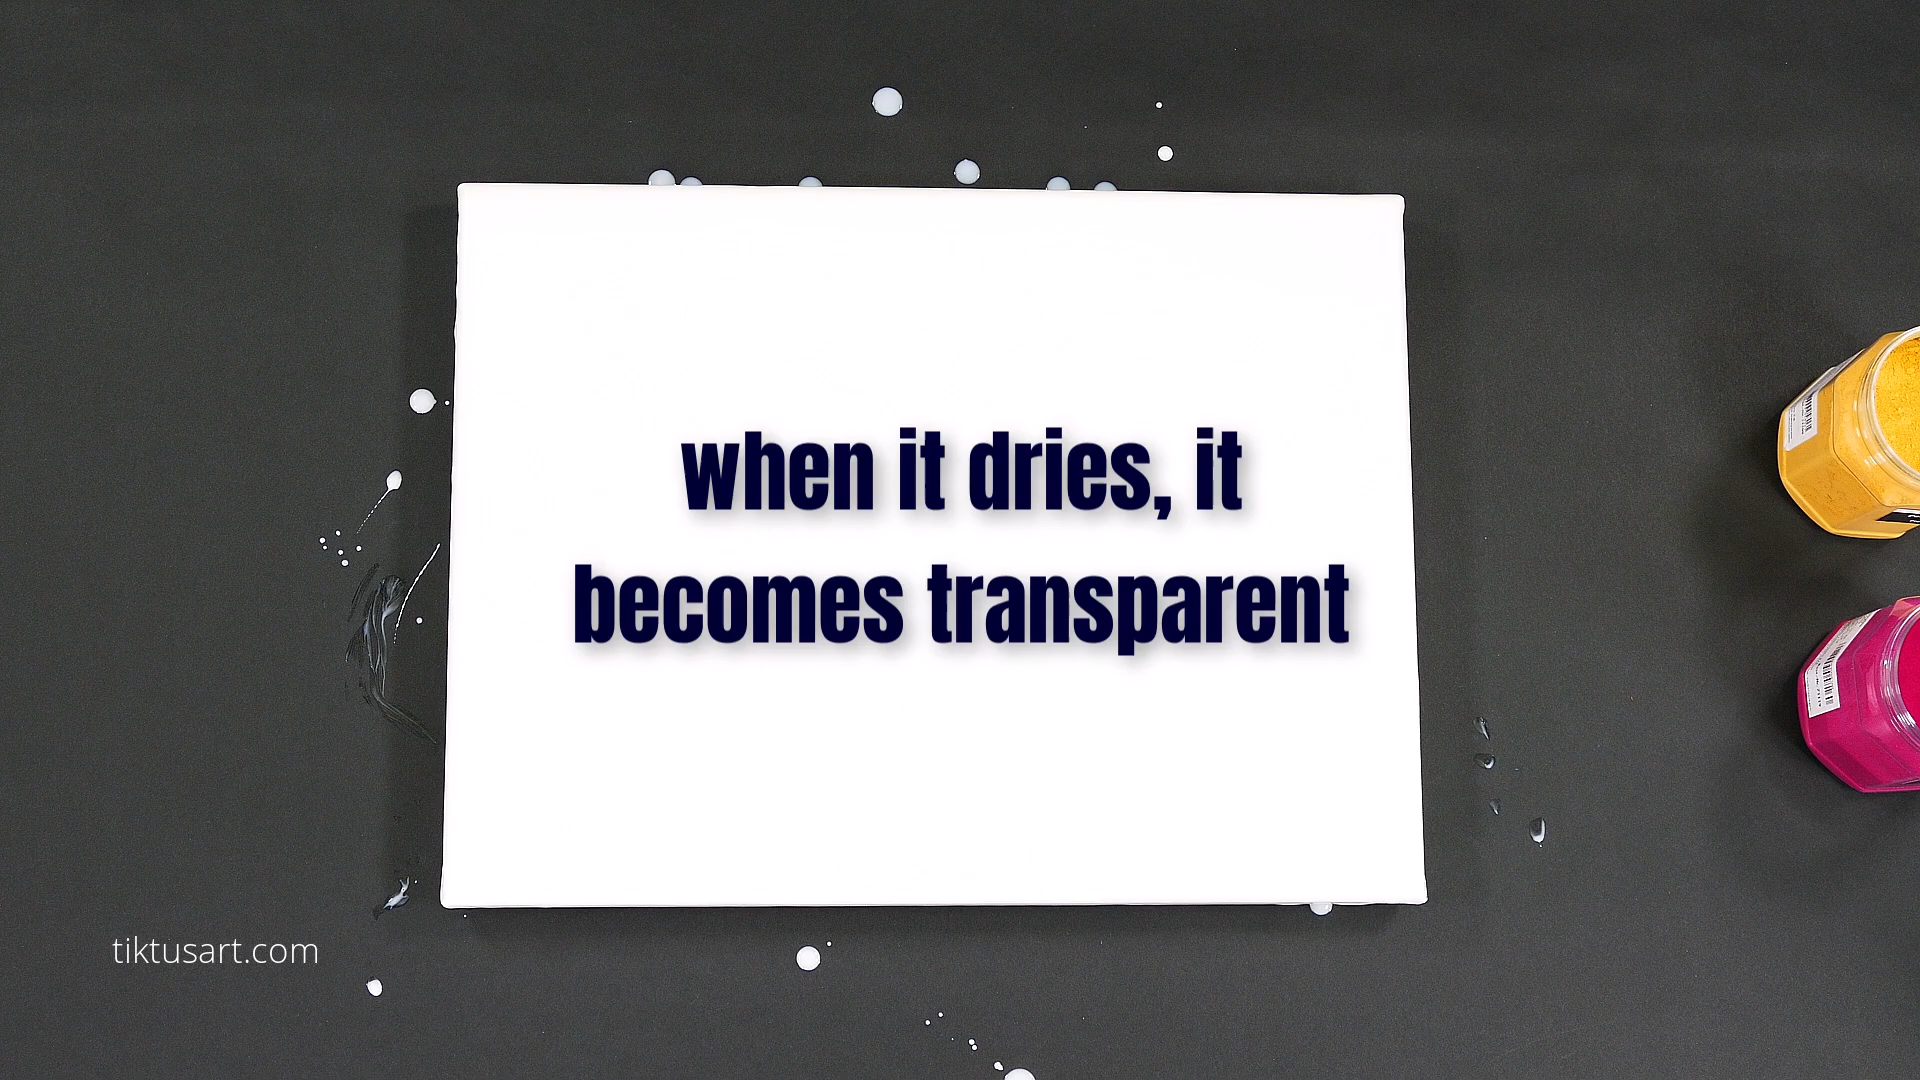 when it dries, it
becomes transparent
tiktusart.com